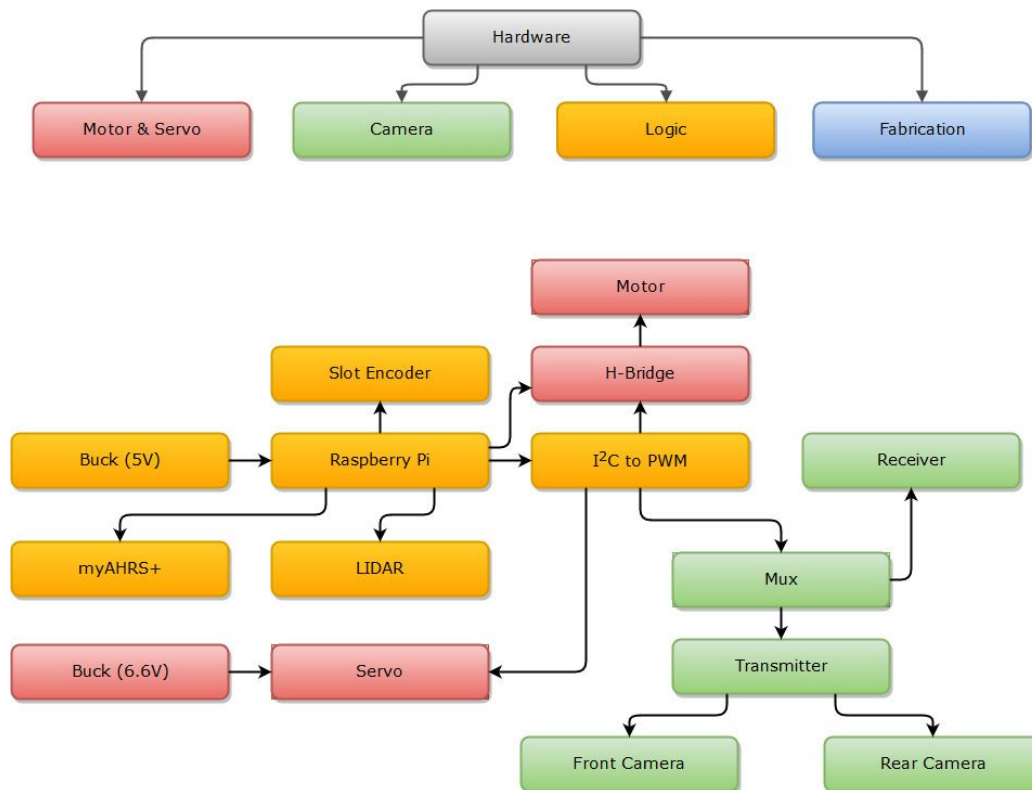 Hardware
Motor & Servo
Camera
Logic
Fabrication
Motor
Slot Encoder
H-Bridge
Buck (5V)
Raspberry Pi
I²C to PWM
Receiver
myAHRS+
LIDAR
Mux
Buck (6.6V)
Servo
Transmitter
Front Camera
Rear Camera